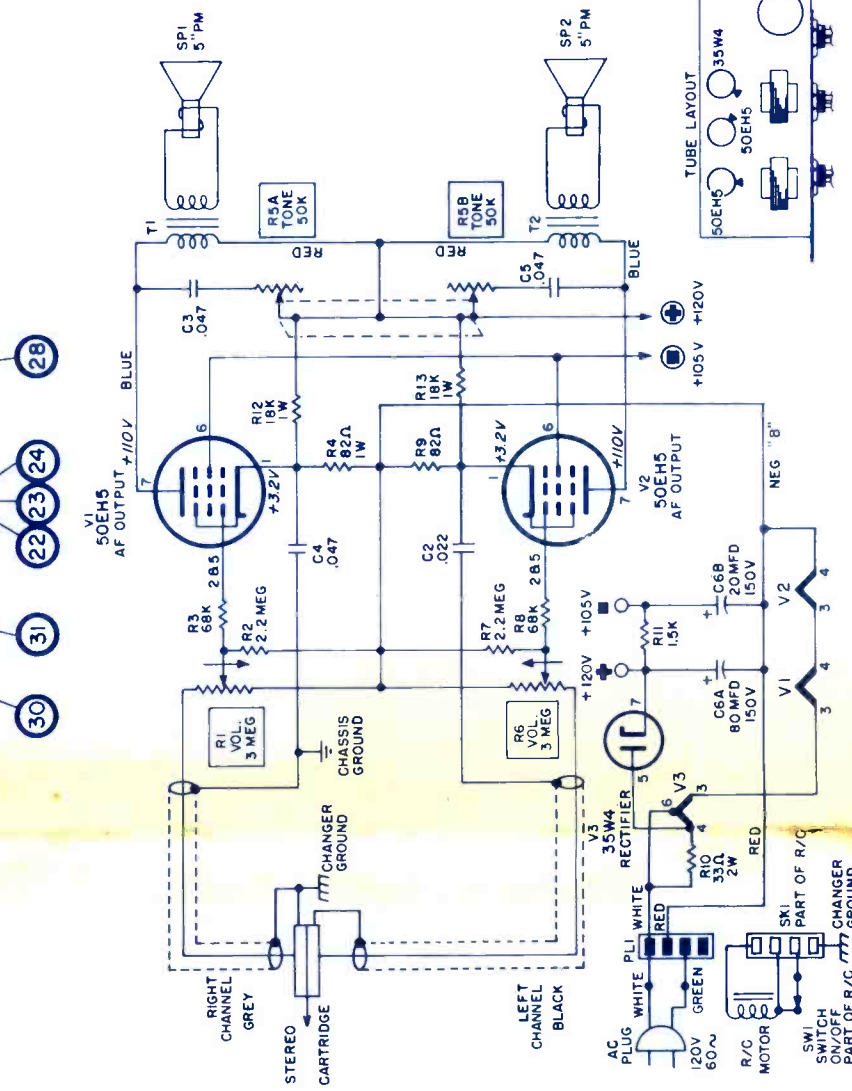 28
24
23
22
31
30
SP1
5"PM
SP2
5"PM
T1
R5A
TONE
50K
RED
R5B
TONE
50K
RED
T2
BLUE
C3
.047
C5
.047
BLUE
+110V
V1
50EH5
AF OUTPUT
7
6
1
+3.2V
2&5
R12
18K
1W
R4
82Ω
1W
R13
18K
1W
R9
82Ω
+3.2V
1
6
7
+110V
V2
50EH5
AF OUTPUT
2&5
+105V
+120V
R3
68K
R2
2.2 MEG
C4
.047
C2
.022
R7
2.2 MEG
R8
68K
R1
VOL.
3 MEG
R6
VOL.
3 MEG
CHASSIS
GROUND
CHANGER
GROUND
RIGHT
CHANNEL
GREY
STEREO
CARTRIDGE
LEFT
CHANNEL
BLACK
NEG "B"
+120V
+105V
R11
1.5K
C6A
80 MFD
150V
C6B
20 MFD
150V
+
+
V1
3
4
V2
3
4
7
5
V3
35W4
RECTIFIER
6
V3
4
3
R10
33Ω
2W
RED
PL1
WHITE
RED
WHITE
GREEN
AC
PLUG
120V
60~
R/C
MOTOR
SK1
PART OF R/C
SW1
SWITCH
ON/OFF
PART OF R/C
CHANGER
GROUND
TUBE LAYOUT
50EH5
50EH5
35W4